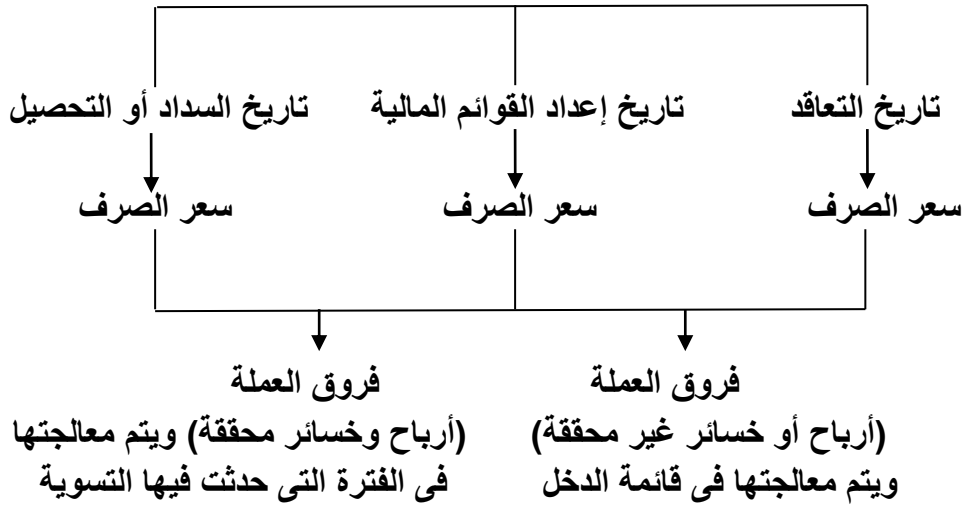 تاريخ التعاقد
تاريخ إعداد القوائم المالية
تاريخ السداد أو التحصيل
سعر الصرف
سعر الصرف
سعر الصرف
فروق العملة
(أرباح أو خسائر غير محققة)
ويتم معالجتها فى قائمة الدخل
فروق العملة
(أرباح وخسائر محققة) ويتم معالجتها
فى الفترة التى حدثت فيها التسوية